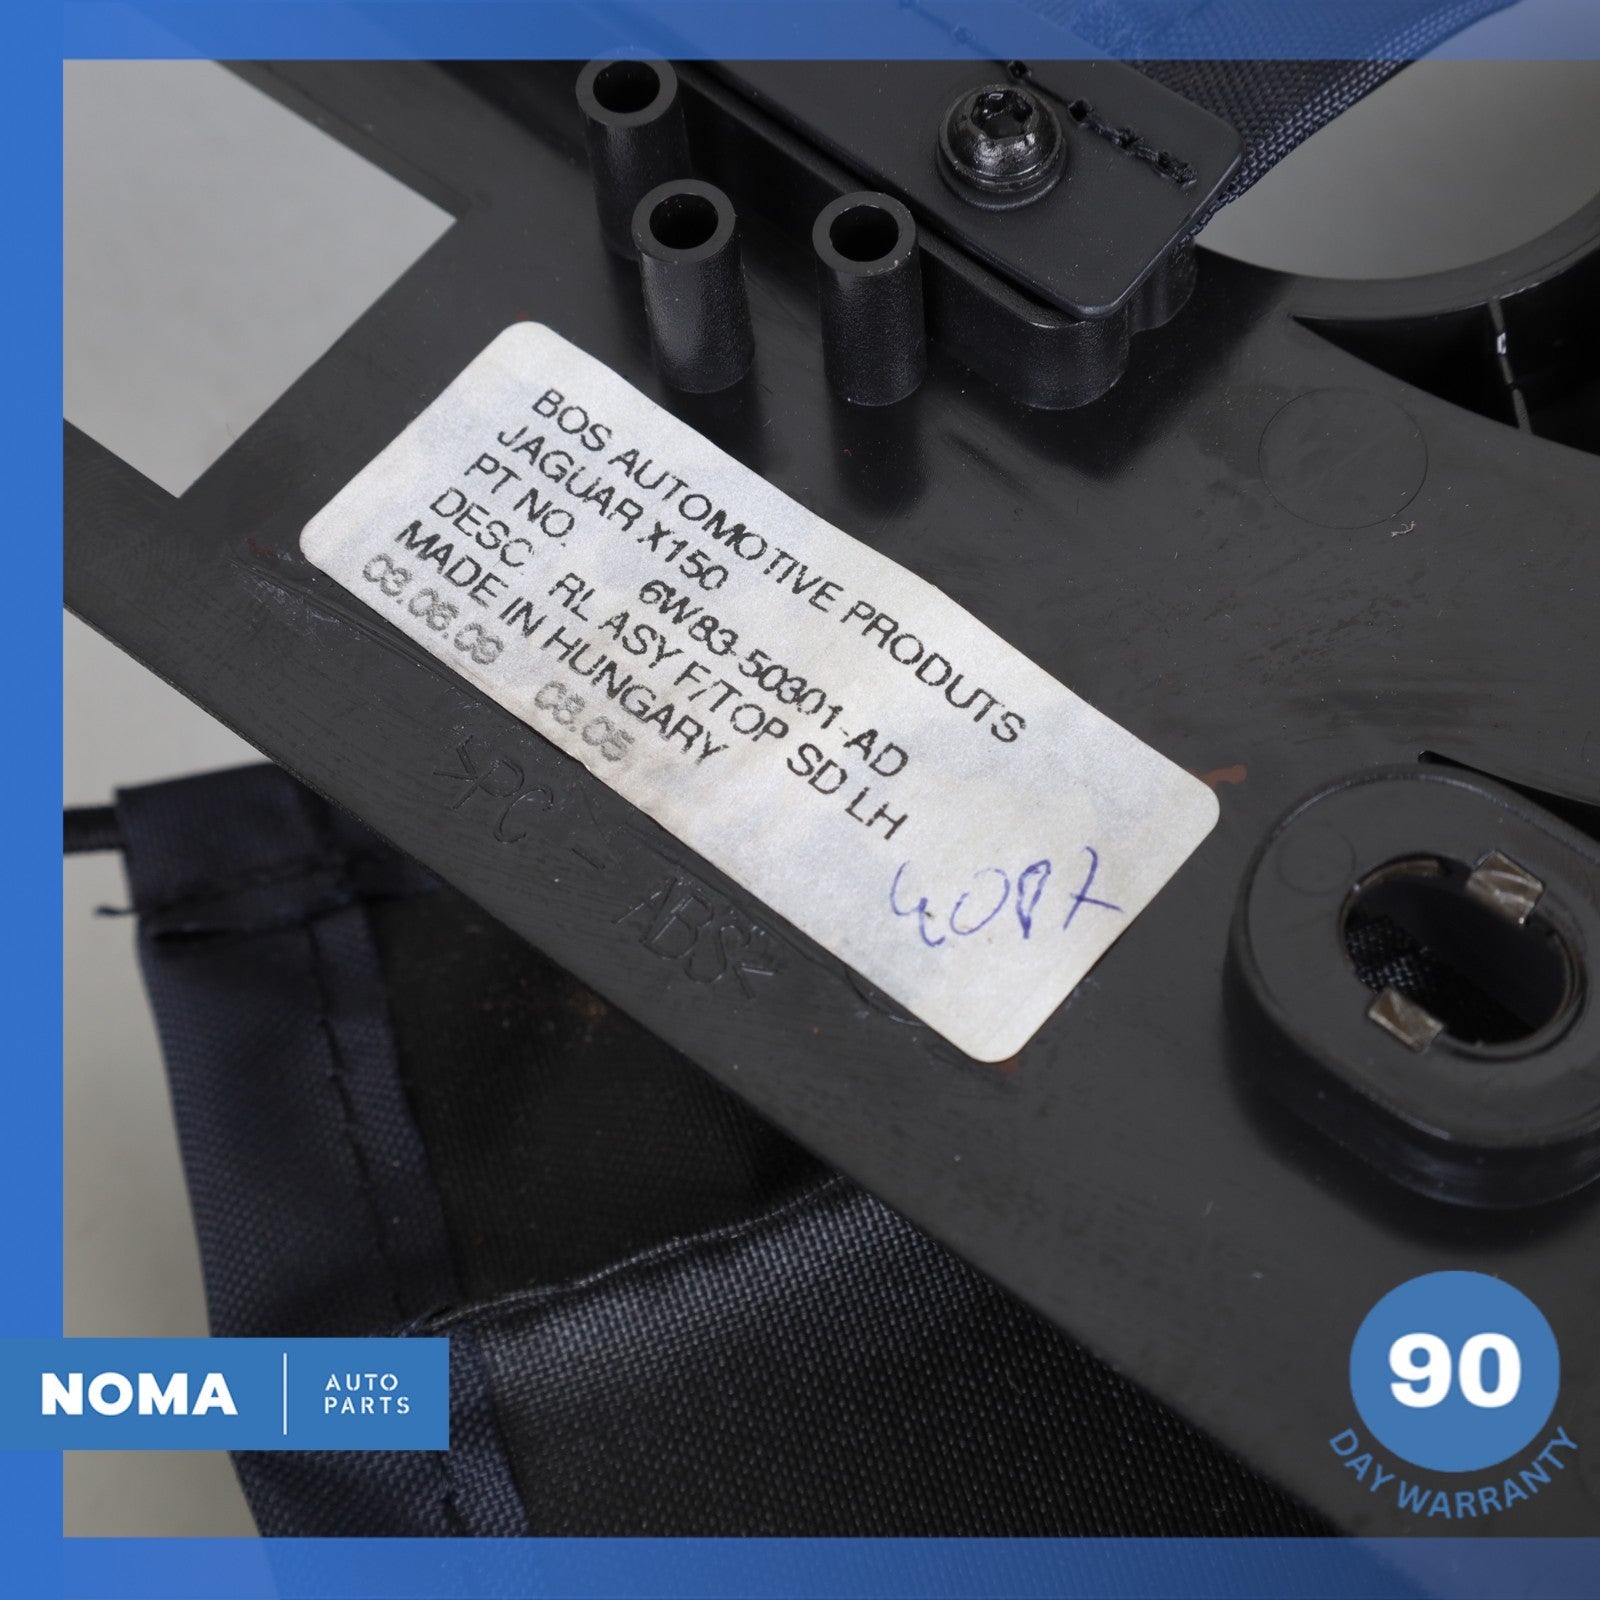 BOS AUTOMOTIVE PRODUTS
JAGUAR X150
PT NO. 6W83-50301-AD
DESC. RL ASY F/TOP SD LH
MADE IN HUNGARY
03.06.09 08.05
>PC - ABS<
NOMA AUTO PARTS
90
DAY WARRANTY